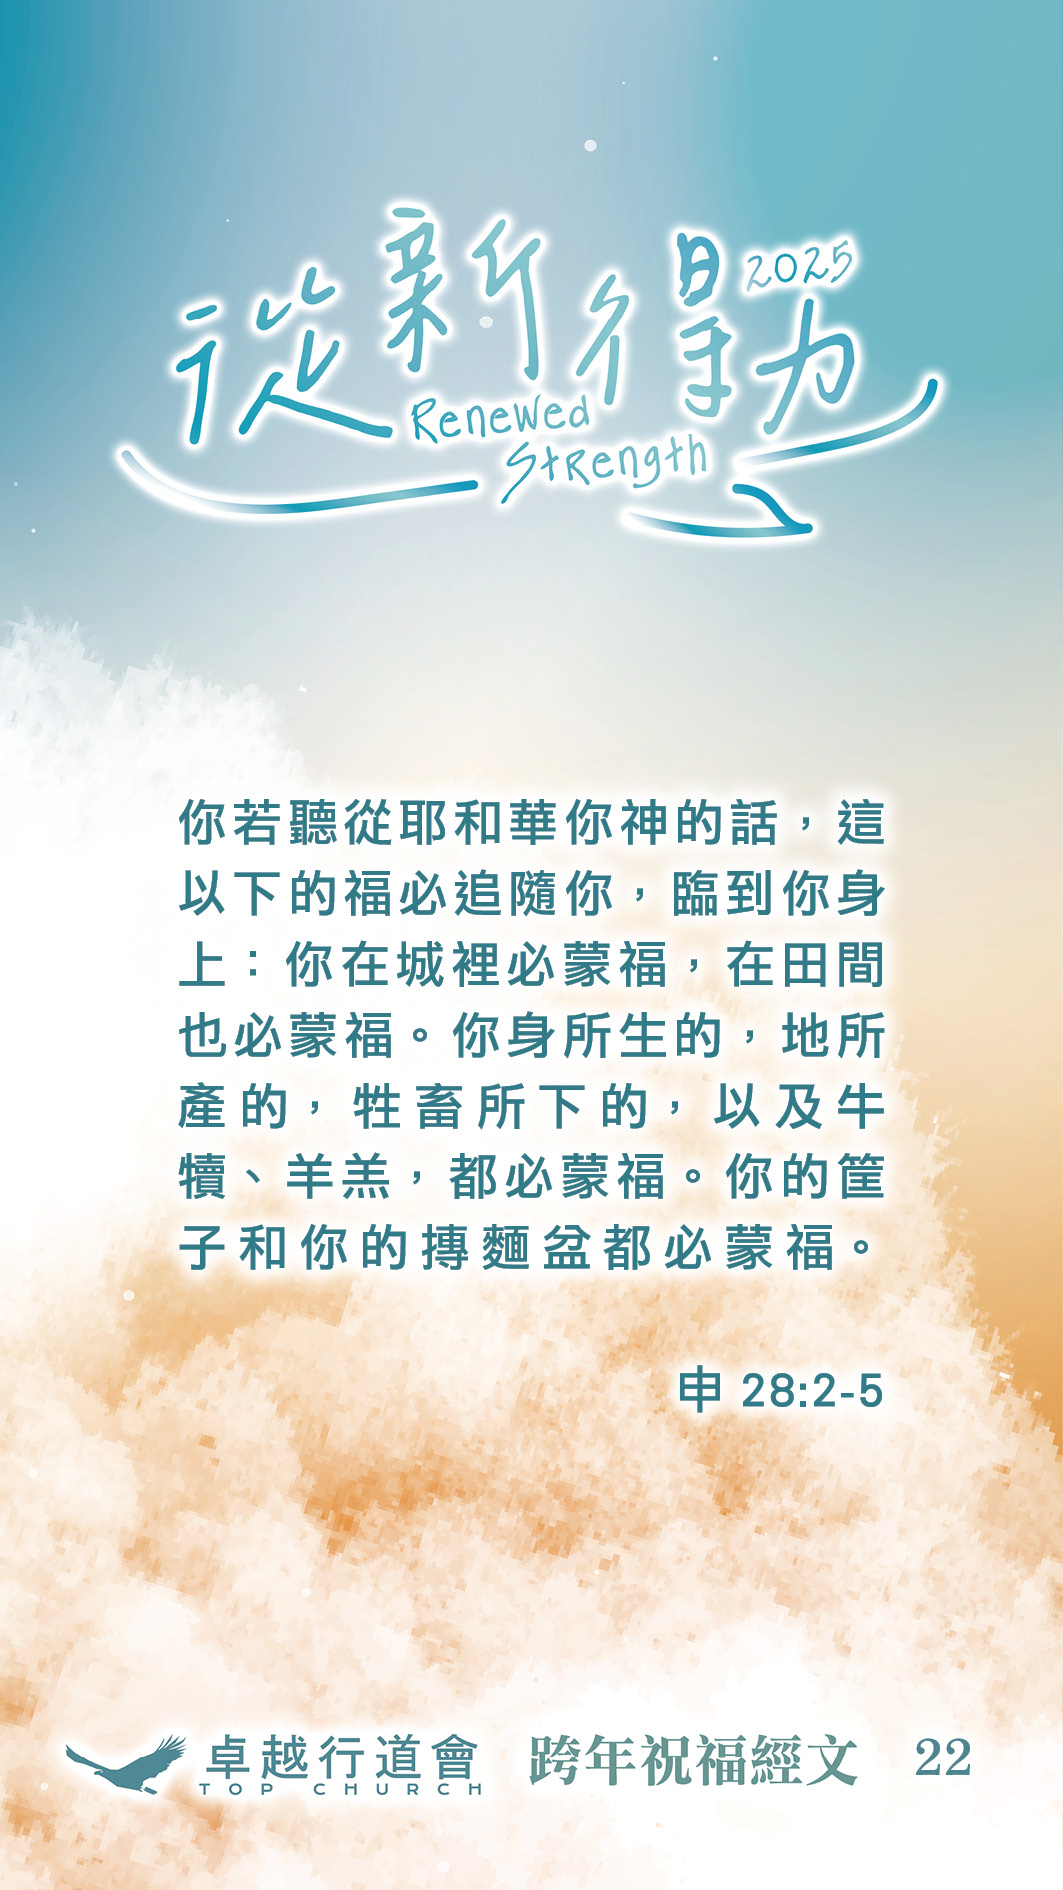 從新得力 2025
Renewed
Strength
你若聽從耶和華你神的話，這
以下的福必追隨你，臨到你身
上：你在城裡必蒙福，在田間
也必蒙福。你身所生的，地所
產的，牲畜所下的，以及牛
犢、羊羔，都必蒙福。你的筐
子和你的摶麵盆都必蒙福。
申 28:2-5
卓越行道會
TOP CHURCH
跨年祝福經文 22